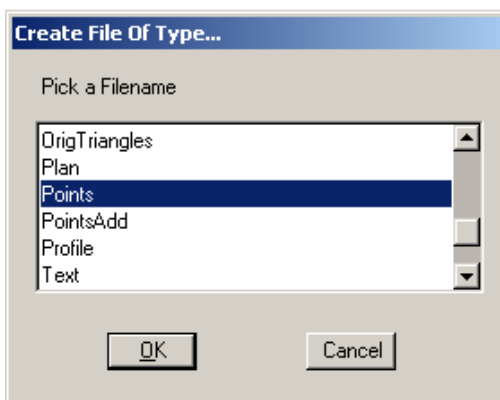 Create File Of Type...
Pick a Filename
OrigTriangles
Plan
Points
PointsAdd
Profile
Text
OK Cancel